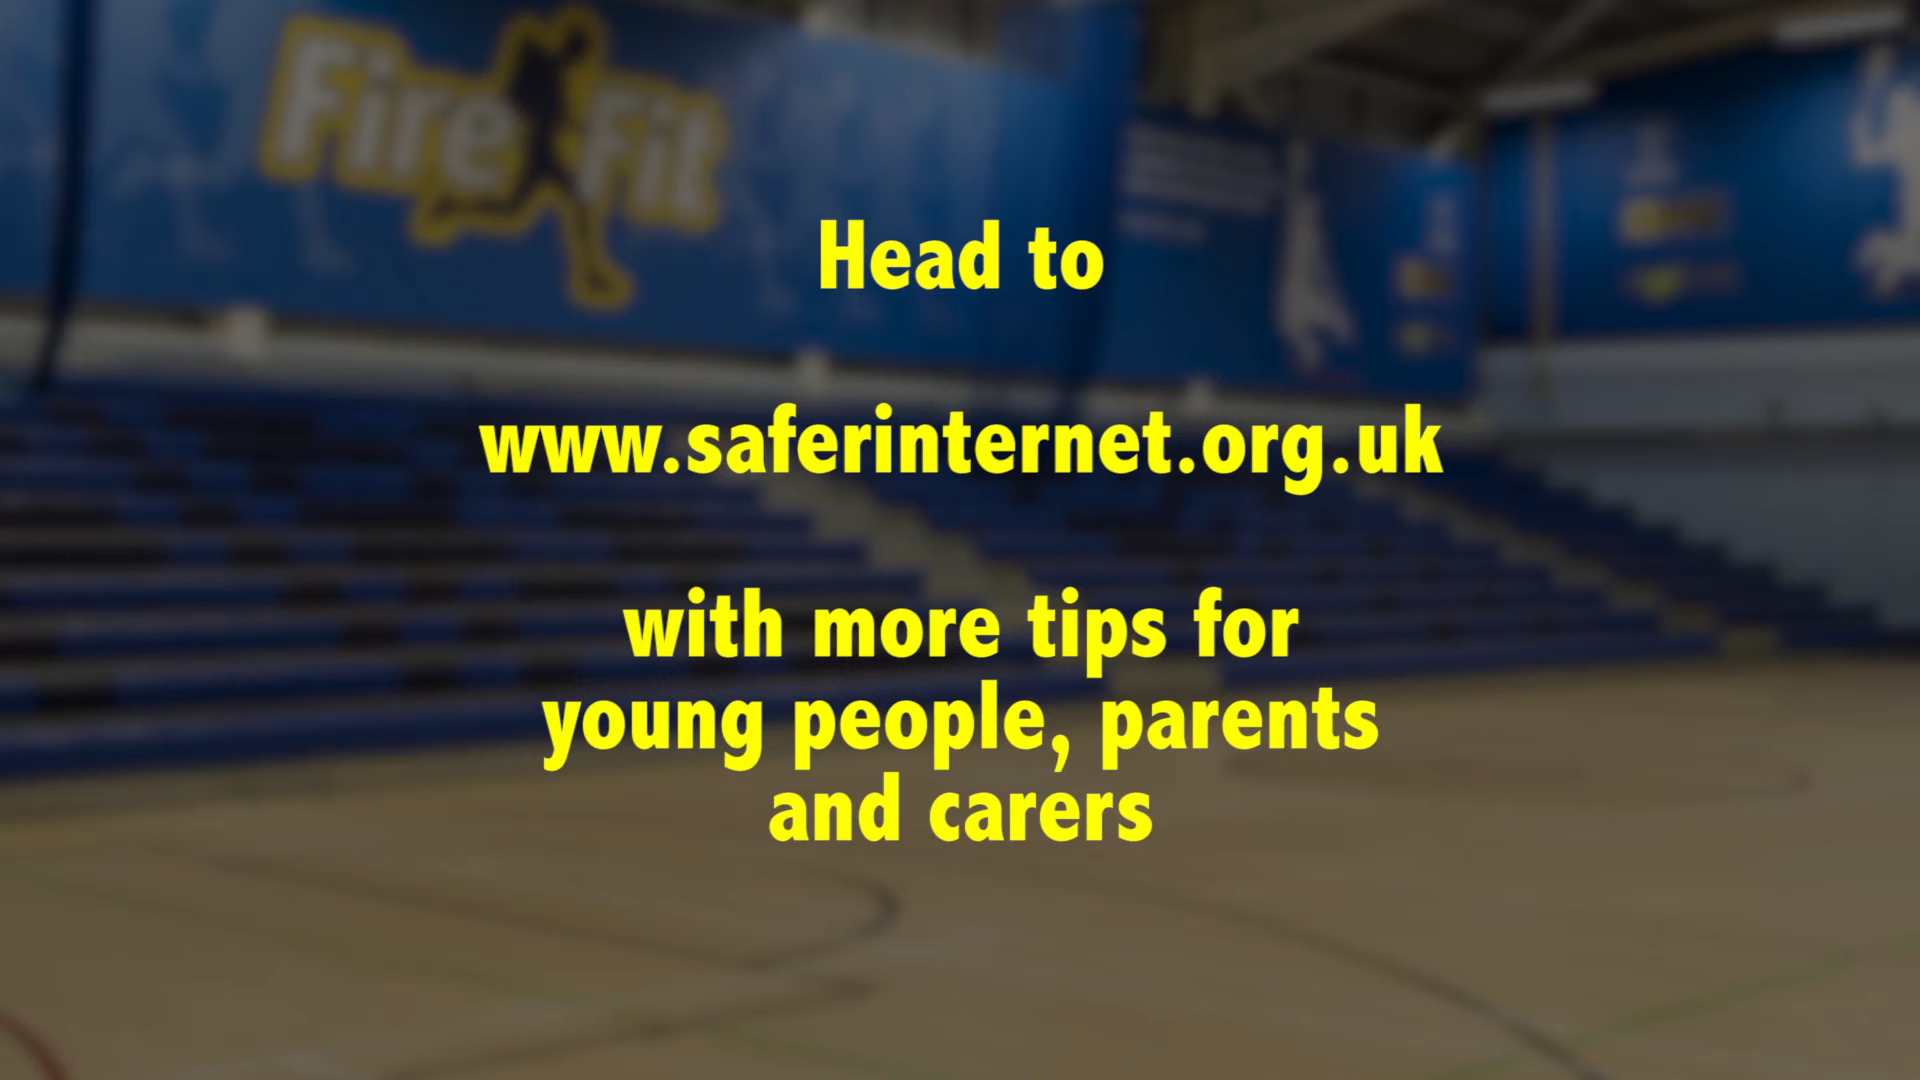 Fire Fit
Head to
www.saferinternet.org.uk
with more tips for
young people, parents
and carers